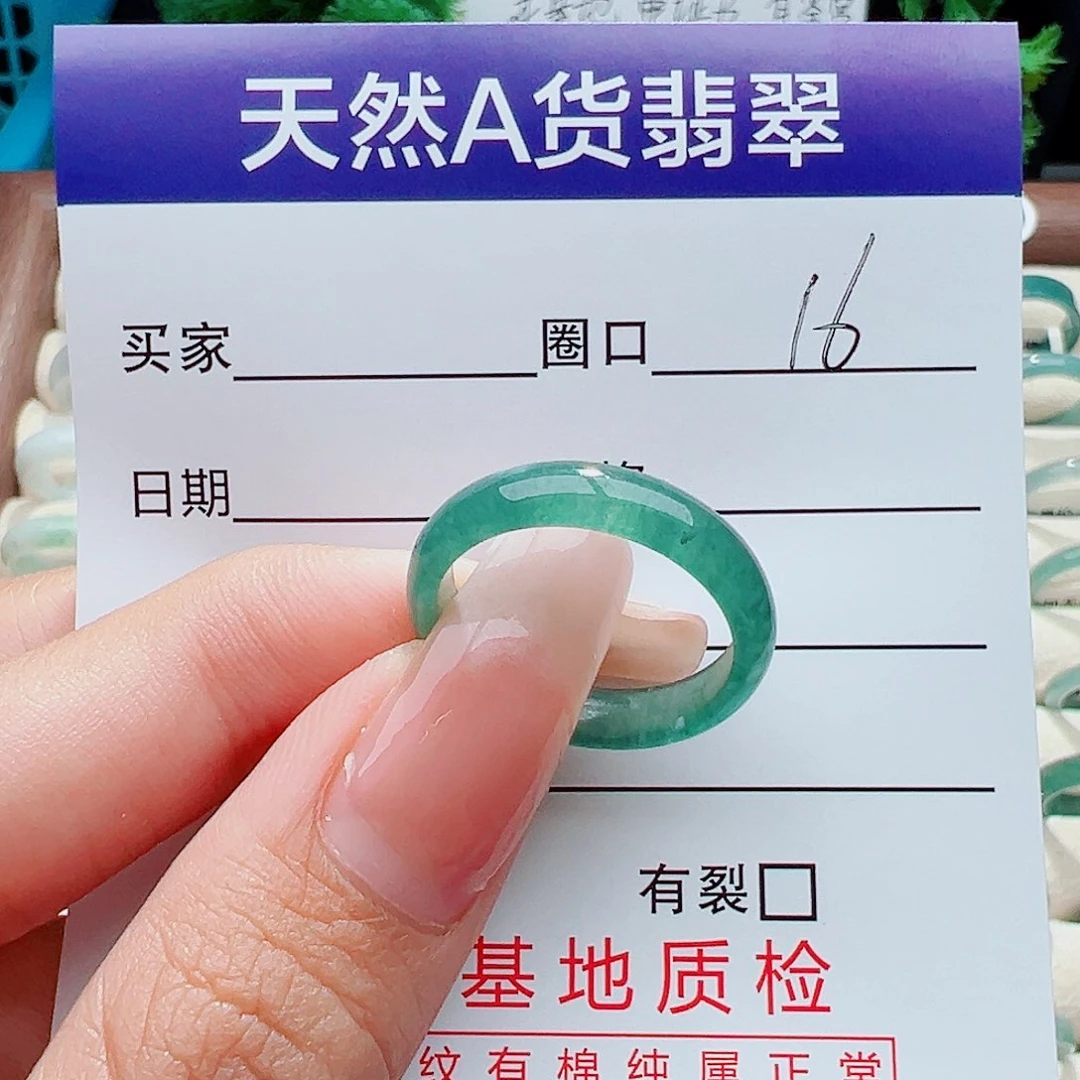 天然A货翡翠
买家 圈口 16
日期
有裂
基地质检
纹有棉纯属正常